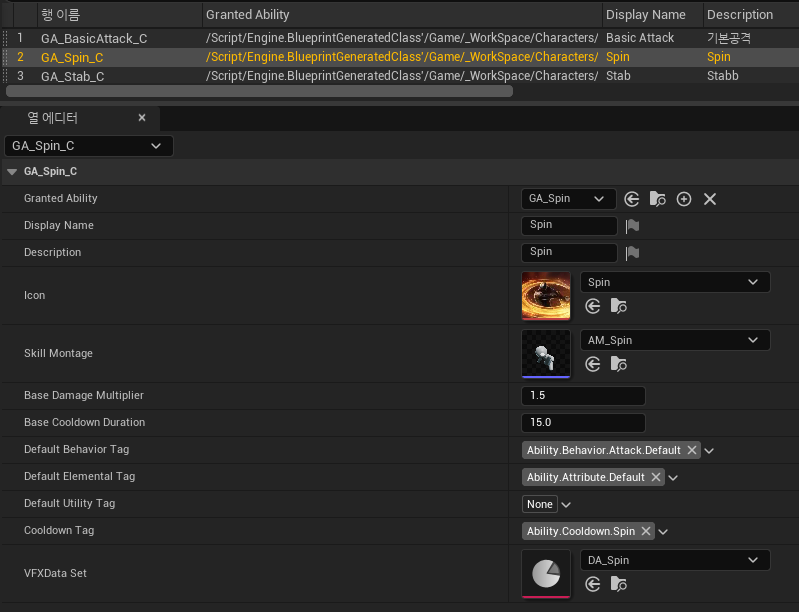 행 이름 Granted Ability Display Name Description
1 GA_BasicAttack_C /Script/Engine.BlueprintGeneratedClass'/Game/_WorkSpace/Characters/ Basic Attack 기본공격
2 GA_Spin_C /Script/Engine.BlueprintGeneratedClass'/Game/_WorkSpace/Characters/ Spin Spin
3 GA_Stab_C /Script/Engine.BlueprintGeneratedClass'/Game/_WorkSpace/Characters/ Stab Stabb
열 에디터
GA_Spin_C
GA_Spin_C
Granted Ability GA_Spin
Display Name Spin
Description Spin
Icon Spin
Skill Montage AM_Spin
Base Damage Multiplier 1.5
Base Cooldown Duration 15.0
Default Behavior Tag Ability.Behavior.Attack.Default
Default Elemental Tag Ability.Attribute.Default
Default Utility Tag None
Cooldown Tag Ability.Cooldown.Spin
VFXData Set DA_Spin